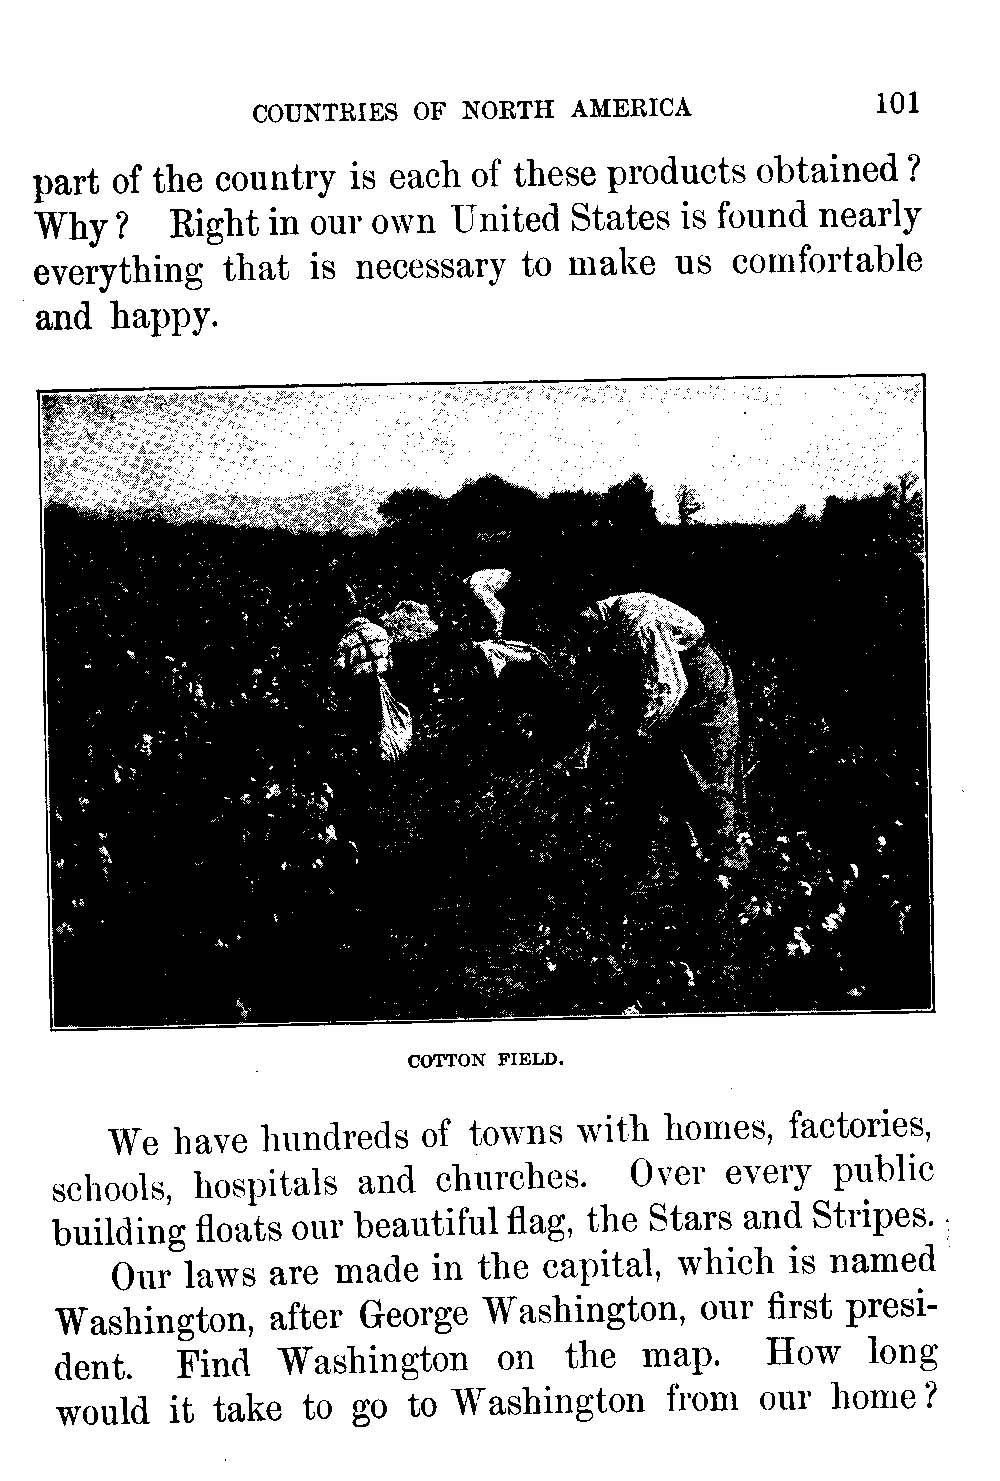 COUNTRIES OF NORTH AMERICA 101
part of the country is each of these products obtained?
Why? Right in our own United States is found nearly
everything that is necessary to make us comfortable
and happy.
COTTON FIELD.
We have hundreds of towns with homes, factories,
schools, hospitals and churches. Over every public
building floats our beautiful flag, the Stars and Stripes.
Our laws are made in the capital, which is named
Washington, after George Washington, our first presi-
dent. Find Washington on the map. How long
would it take to go to Washington from our home?